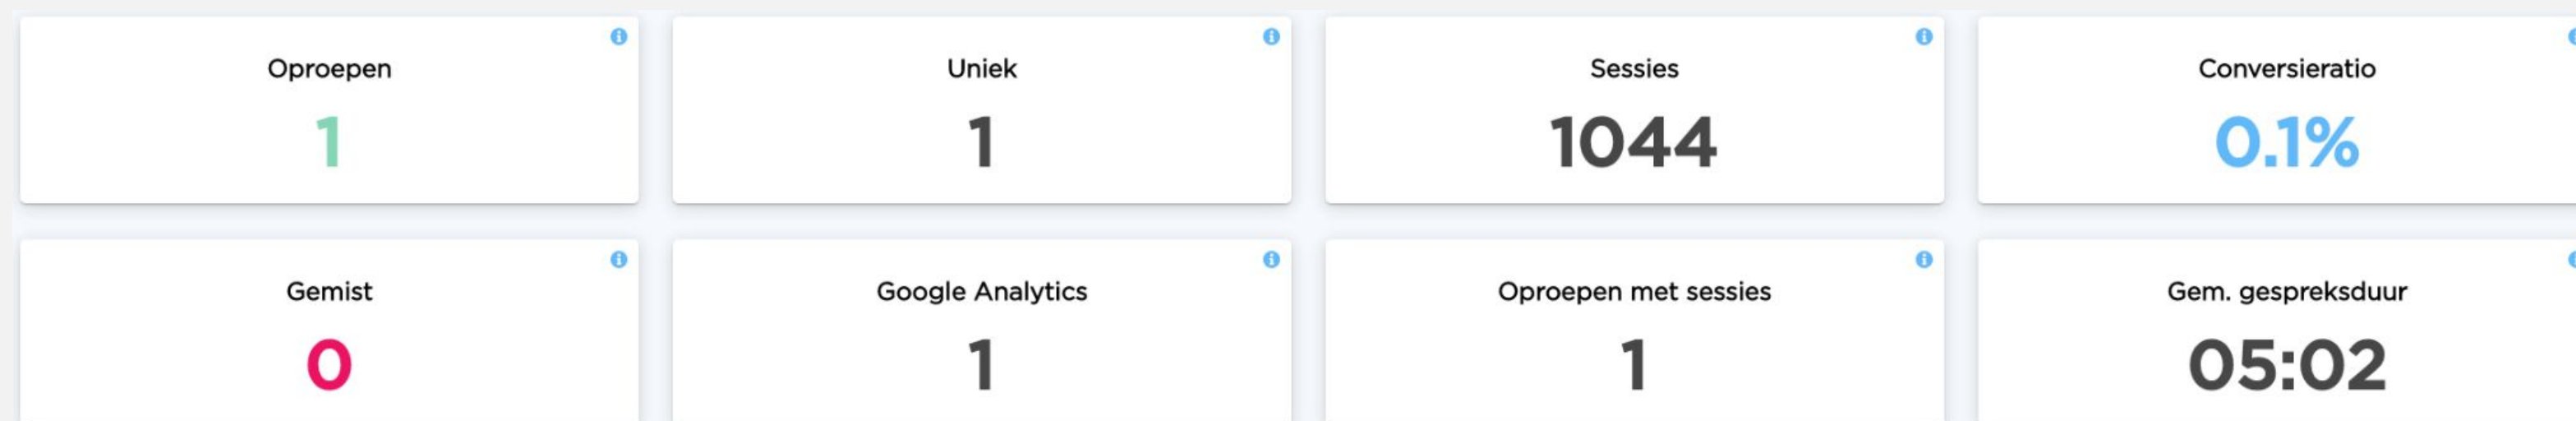 Oproepen
1
Uniek
1
Sessies
1044
Conversieratio
0.1%
Gemist
0
Google Analytics
1
Oproepen met sessies
1
Gem. gespreksduur
05:02